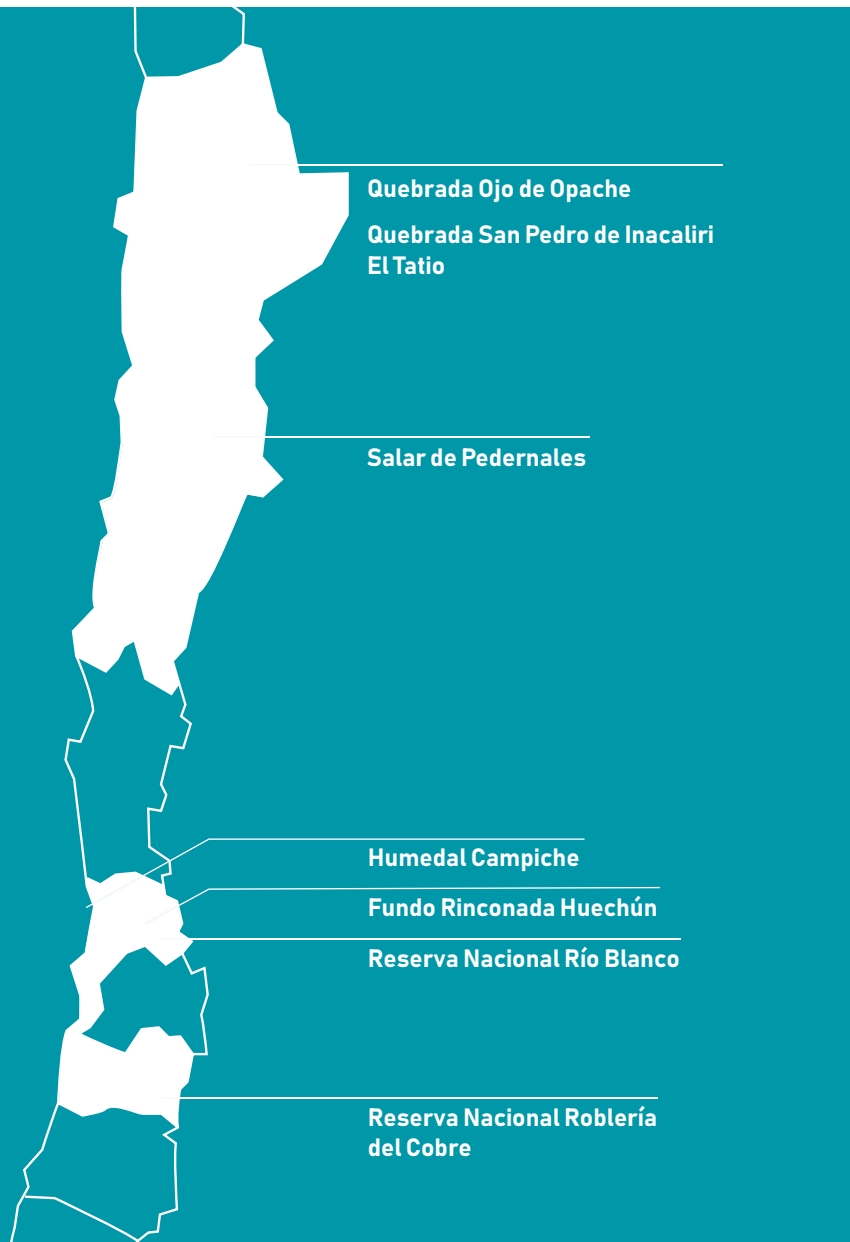 Quebrada Ojo de Opache
Quebrada San Pedro de Inacaliri
El Tatio
Salar de Pedernales
Humedal Campiche
Fundo Rinconada Huechún
Reserva Nacional Río Blanco
Reserva Nacional Roblería
del Cobre